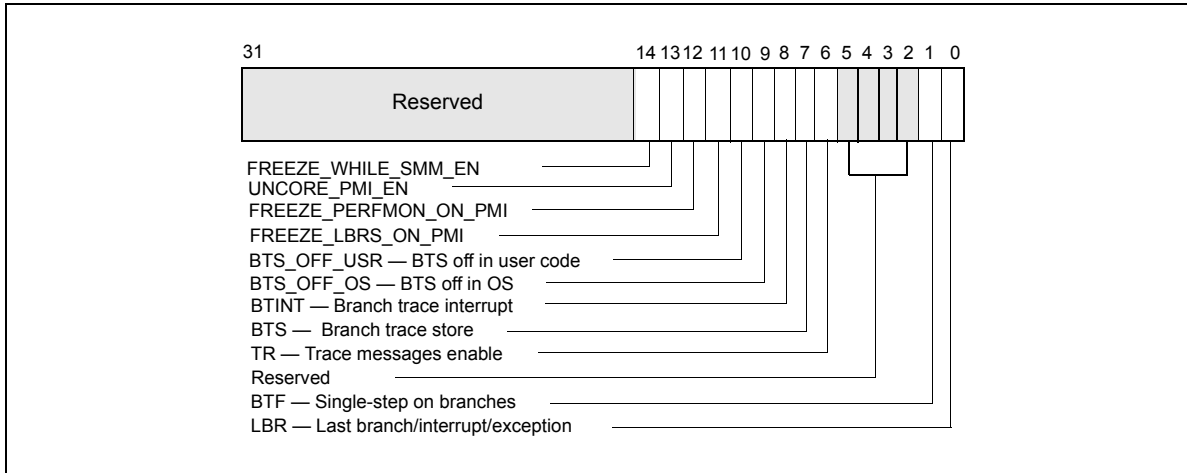 31 14 13 12 11 10 9 8 7 6 5 4 3 2 1 0
Reserved
FREEZE_WHILE_SMM_EN
UNCORE_PMI_EN
FREEZE_PERFMON_ON_PMI
FREEZE_LBRS_ON_PMI
BTS_OFF_USR — BTS off in user code
BTS_OFF_OS — BTS off in OS
BTINT — Branch trace interrupt
BTS — Branch trace store
TR — Trace messages enable
Reserved
BTF — Single-step on branches
LBR — Last branch/interrupt/exception